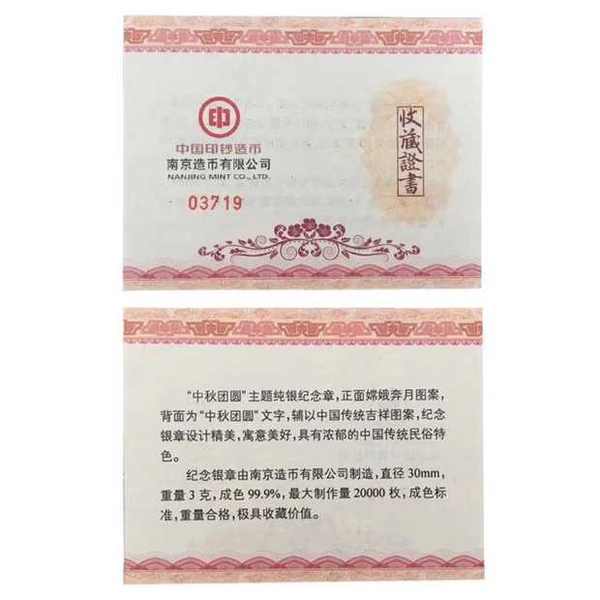 中国印钞造币
南京造币有限公司
NANJING MINT CO., LTD.
03719
收藏證書
“中秋团圆”主题纯银纪念章，正面嫦娥奔月图案，
背面为“中秋团圆”文字，辅以中国传统吉祥图案，纪念
银章设计精美，寓意美好，具有浓郁的中国传统民俗特
色。
纪念银章由南京造币有限公司制造，直径30mm，
重量3克，成色99.9%，最大制作量20000枚，成色标
准，重量合格，极具收藏价值。